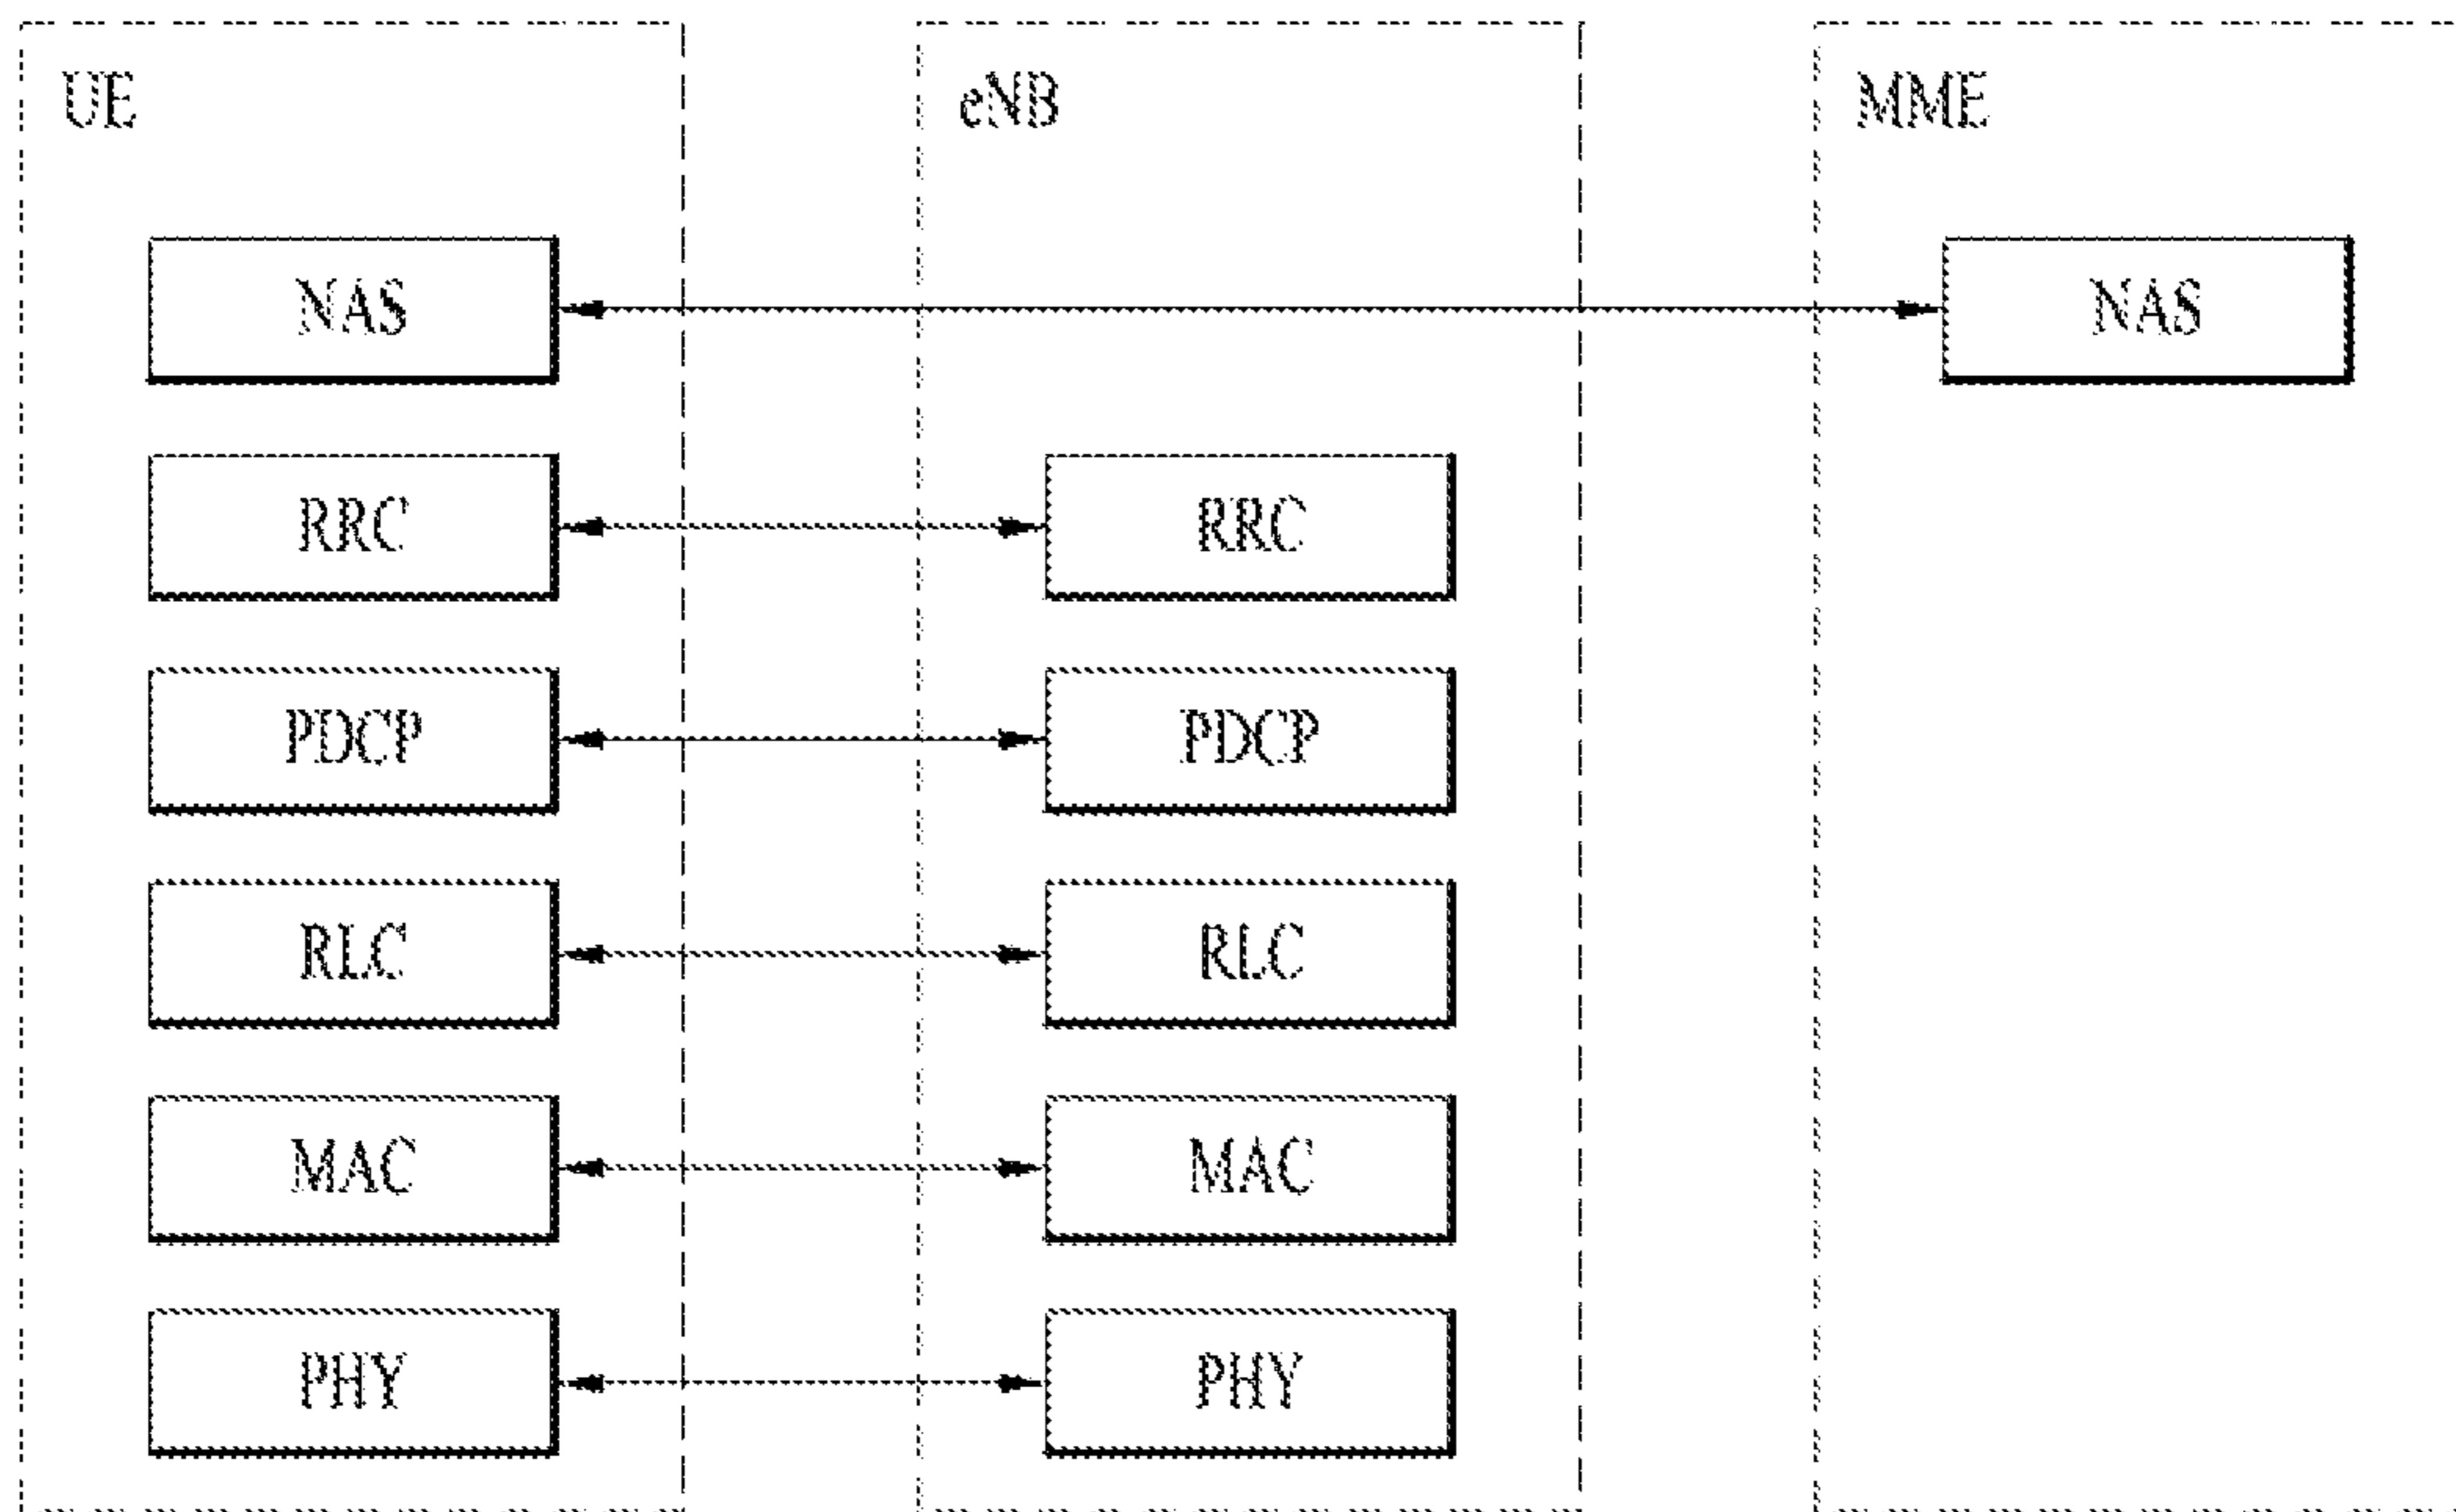 UE eNB MME
NAS NAS
RRC RRC
PDCP PDCP
RLC RLC
MAC MAC
PHY PHY